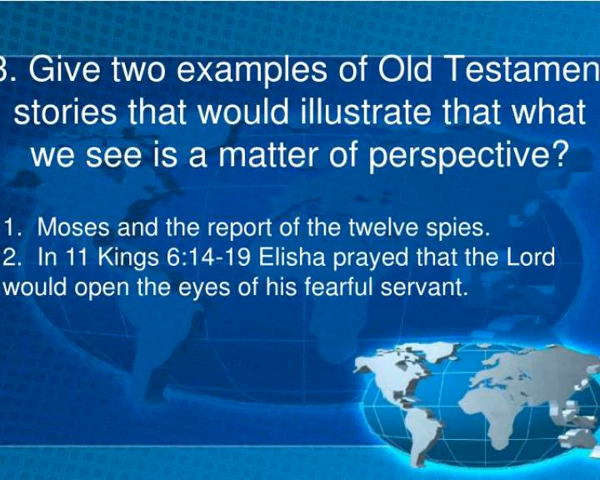 3. Give two examples of Old Testamen
stories that would illustrate that what
we see is a matter of perspective?
1. Moses and the report of the twelve spies.
2. In 11 Kings 6:14-19 Elisha prayed that the Lord
would open the eyes of his fearful servant.